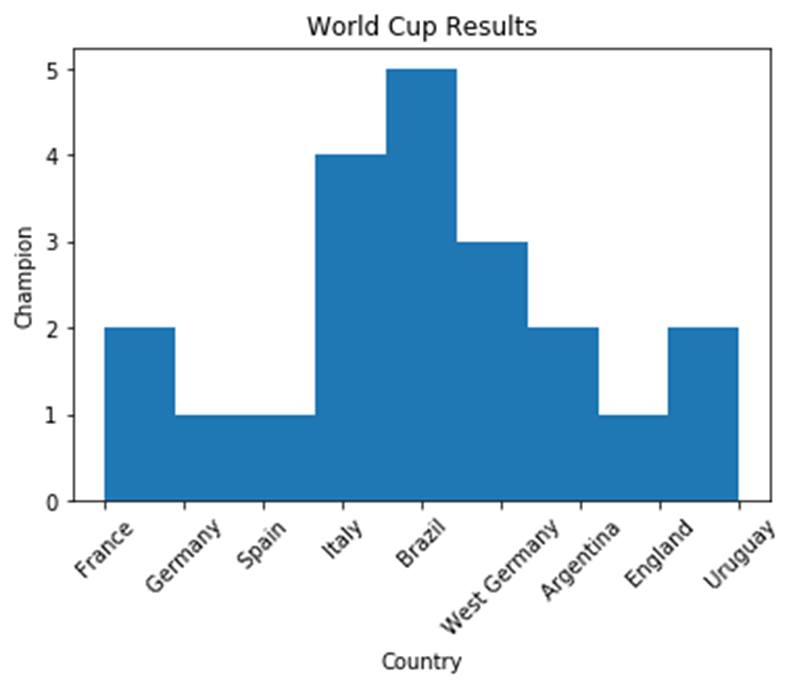 World Cup Results
5
4
3
2
1
0
Champion
France
Germany
Spain
Italy
Brazil
West Germany
Argentina
England
Uruguay
Country